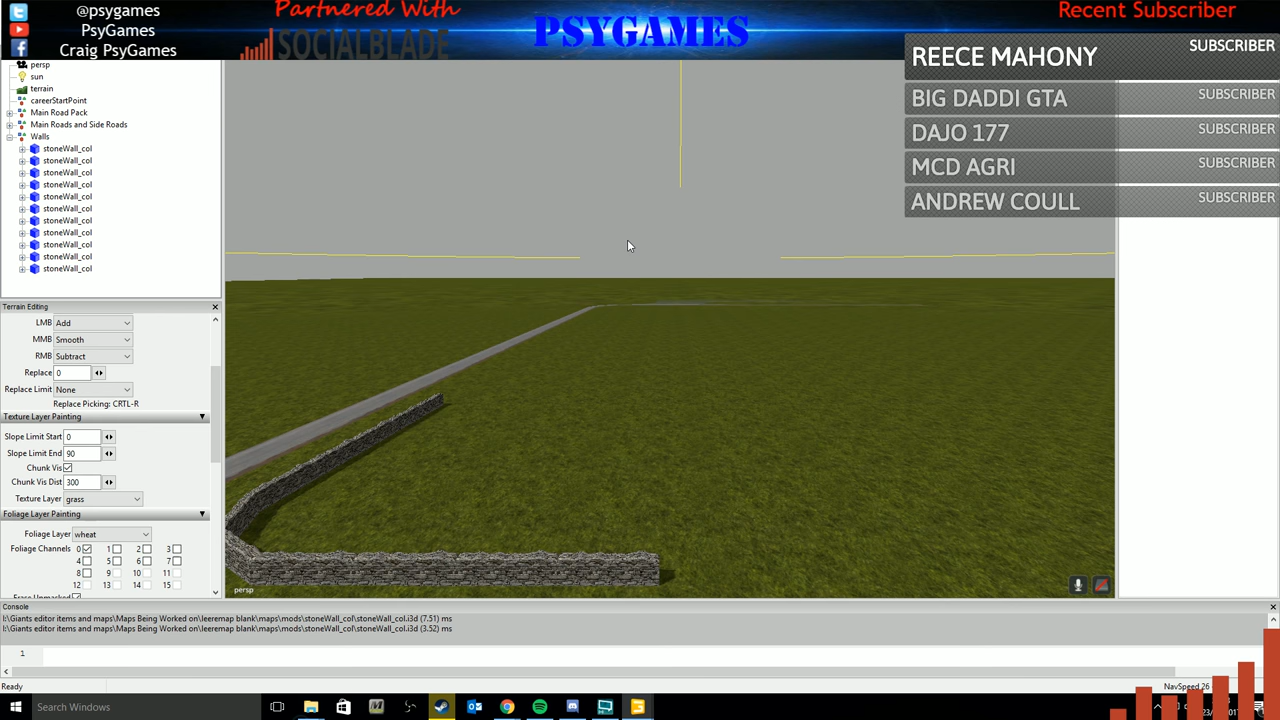 @psygames
PsyGames
Craig PsyGames
Partnered With
SOCIALBLADE
PSYGAMES
Recent Subscriber
REECE MAHONY SUBSCRIBER
BIG DADDI GTA SUBSCRIBER
DAJO 177 SUBSCRIBER
MCD AGRI SUBSCRIBER
ANDREW COULL SUBSCRIBER
persp
sun
terrain
careerStartPoint
Main Road Pack
Main Roads and Side Roads
Walls
stoneWall_col
stoneWall_col
stoneWall_col
stoneWall_col
stoneWall_col
stoneWall_col
stoneWall_col
stoneWall_col
stoneWall_col
stoneWall_col
stoneWall_col
Terrain Editing
LMB Add
MMB Smooth
RMB Subtract
Replace 0
Replace Limit None
Replace Picking: CRTL-R
Texture Layer Painting
Slope Limit Start 0
Slope Limit End 90
Chunk Vis
Chunk Vis Dist 300
Texture Layer grass
Foliage Layer Painting
Foliage Layer wheat
Foliage Channels 0 1 2 3
4 5 6 7
8 9 10 11
12 13 14 15
Erase Unmasked
persp
Console
I:\Giants editor items and maps\Maps Being Worked on\leeremap blank\maps\mods\stoneWall_col\stoneWall_col.i3d (7.51) ms
I:\Giants editor items and maps\Maps Being Worked on\leeremap blank\maps\mods\stoneWall_col\stoneWall_col.i3d (3.52) ms
1
Ready
NavSpeed 26
Search Windows